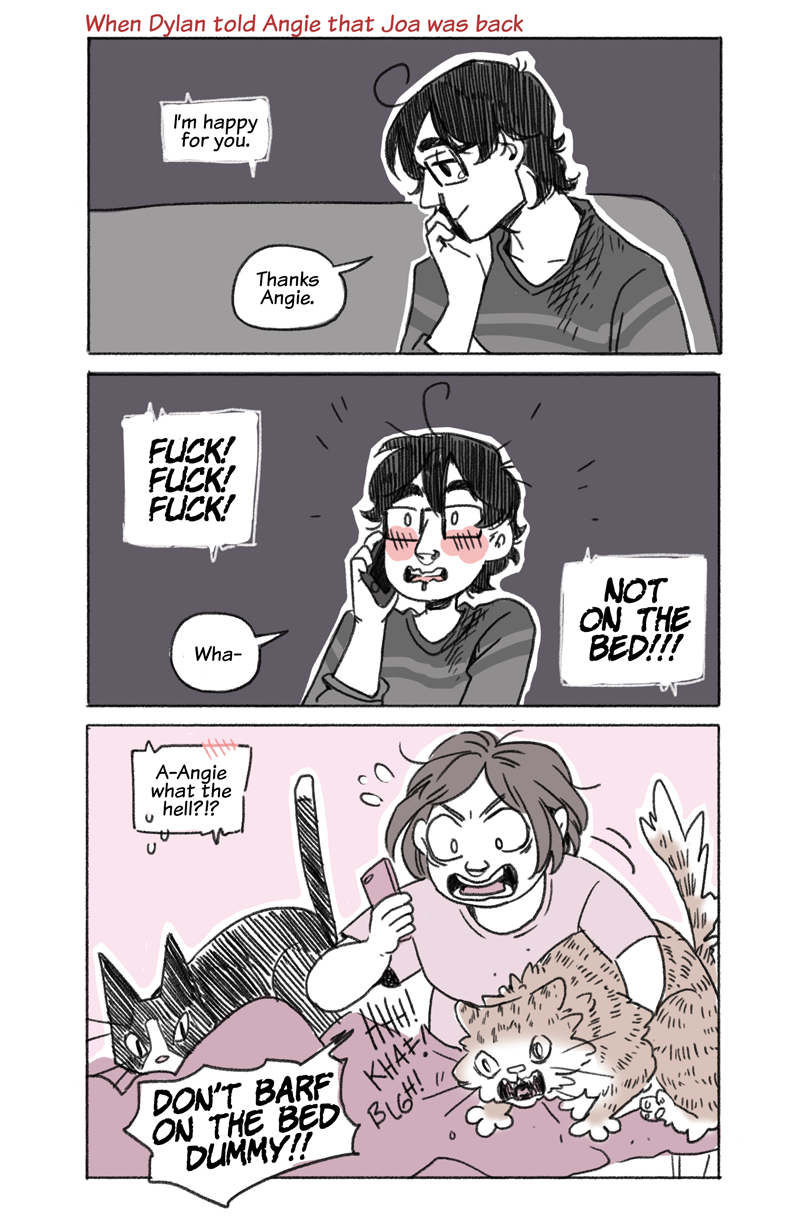 When Dylan told Angie that Joa was back
I'm happy
for you.
Thanks
Angie.
FUCK!
FUCK!
FUCK!
Wha-
NOT
ON THE
BED!!!
A-Angie
what the
hell?!?
HHH!
KHAH!
BLGH!
DON'T BARF
ON THE BED
DUMMY!!